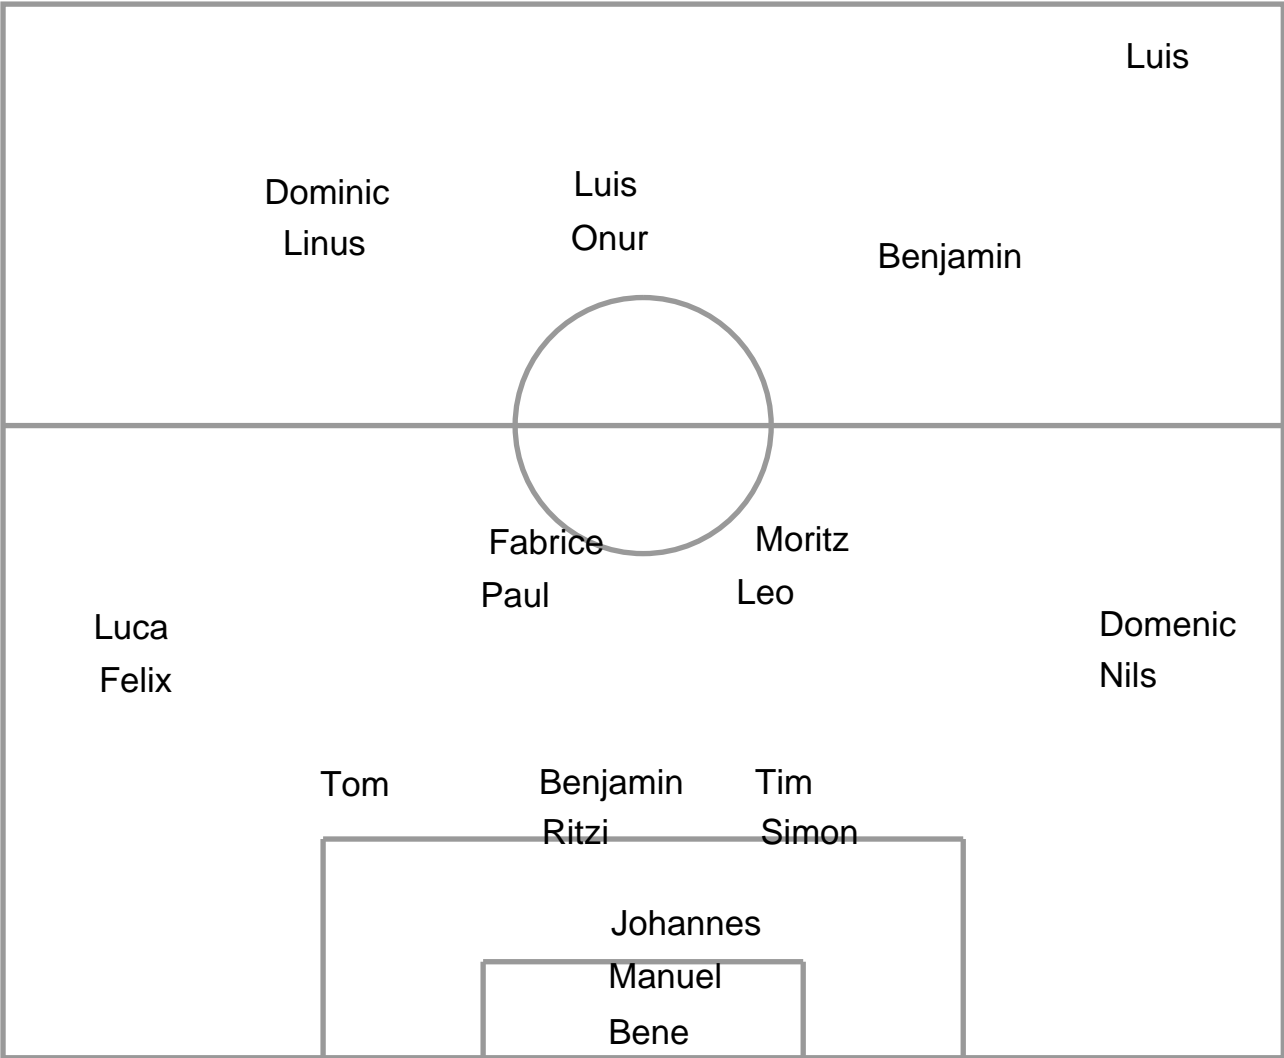 Luis
Dominic
Linus
Luis
Onur
Benjamin
Fabrice
Paul
Moritz
Leo
Luca
Felix
Domenic
Nils
Tom
Benjamin
Ritzi
Tim
Simon
Johannes
Manuel
Bene